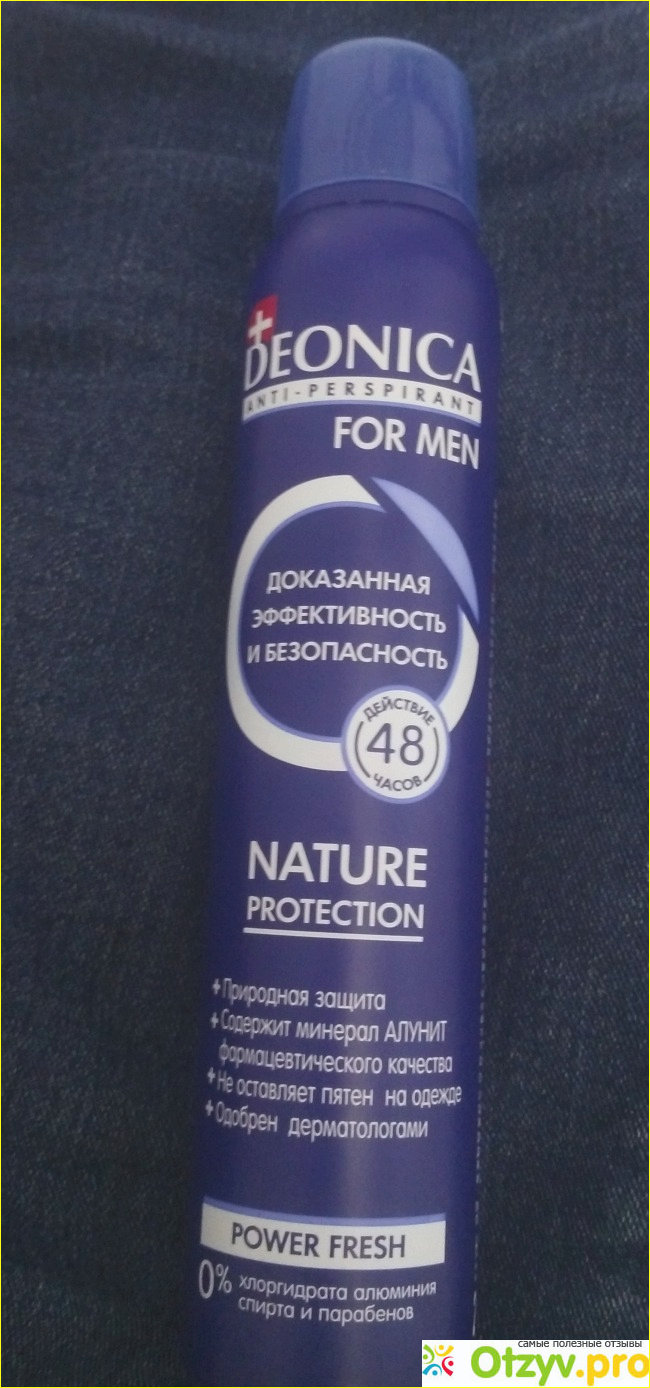 DEONICA
ANTI-PERSPIRANT
FOR MEN
ДОКАЗАННАЯ
ЭФФЕКТИВНОСТЬ
И БЕЗОПАСНОСТЬ
ДЕЙСТВИЕ
48
ЧАСОВ
NATURE
PROTECTION
+Природная защита
+Содержит минерал АЛУНИТ
фармацевтического качества
+Не оставляет пятен на одежде
+Одобрен дерматологами
POWER FRESH
0% хлоргидрата алюминия
спирта и парабенов
самые полезные отзывы
Otzyv.pro